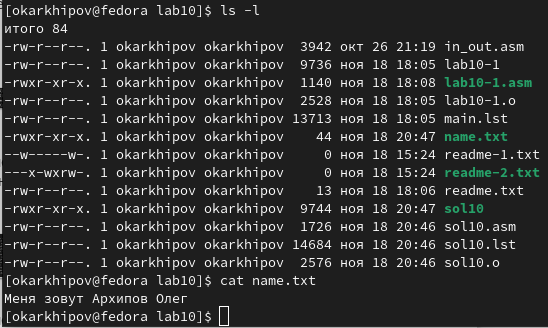 [okarkhipov@fedora lab10]$ ls -l
итого 84
-rw-r--r--. 1 okarkhipov okarkhipov  3942 окт 26 21:19 in_out.asm
-rw-r--r--. 1 okarkhipov okarkhipov  9736 ноя 18 18:05 lab10-1
-rwxr-xr-x. 1 okarkhipov okarkhipov  1140 ноя 18 18:08 lab10-1.asm
-rw-r--r--. 1 okarkhipov okarkhipov  2528 ноя 18 18:05 lab10-1.o
-rw-r--r--. 1 okarkhipov okarkhipov 13713 ноя 18 18:05 main.lst
-rwxr-xr-x. 1 okarkhipov okarkhipov    44 ноя 18 20:47 name.txt
--w-----w-. 1 okarkhipov okarkhipov     0 ноя 18 15:24 readme-1.txt
---x-wxrw-. 1 okarkhipov okarkhipov     0 ноя 18 15:24 readme-2.txt
-rw-r--r--. 1 okarkhipov okarkhipov    13 ноя 18 18:06 readme.txt
-rwxr-xr-x. 1 okarkhipov okarkhipov  9744 ноя 18 20:47 sol10
-rw-r--r--. 1 okarkhipov okarkhipov  1726 ноя 18 20:46 sol10.asm
-rw-r--r--. 1 okarkhipov okarkhipov 14684 ноя 18 20:46 sol10.lst
-rw-r--r--. 1 okarkhipov okarkhipov  2576 ноя 18 20:46 sol10.o
[okarkhipov@fedora lab10]$ cat name.txt
Меня зовут Архипов Олег
[okarkhipov@fedora lab10]$